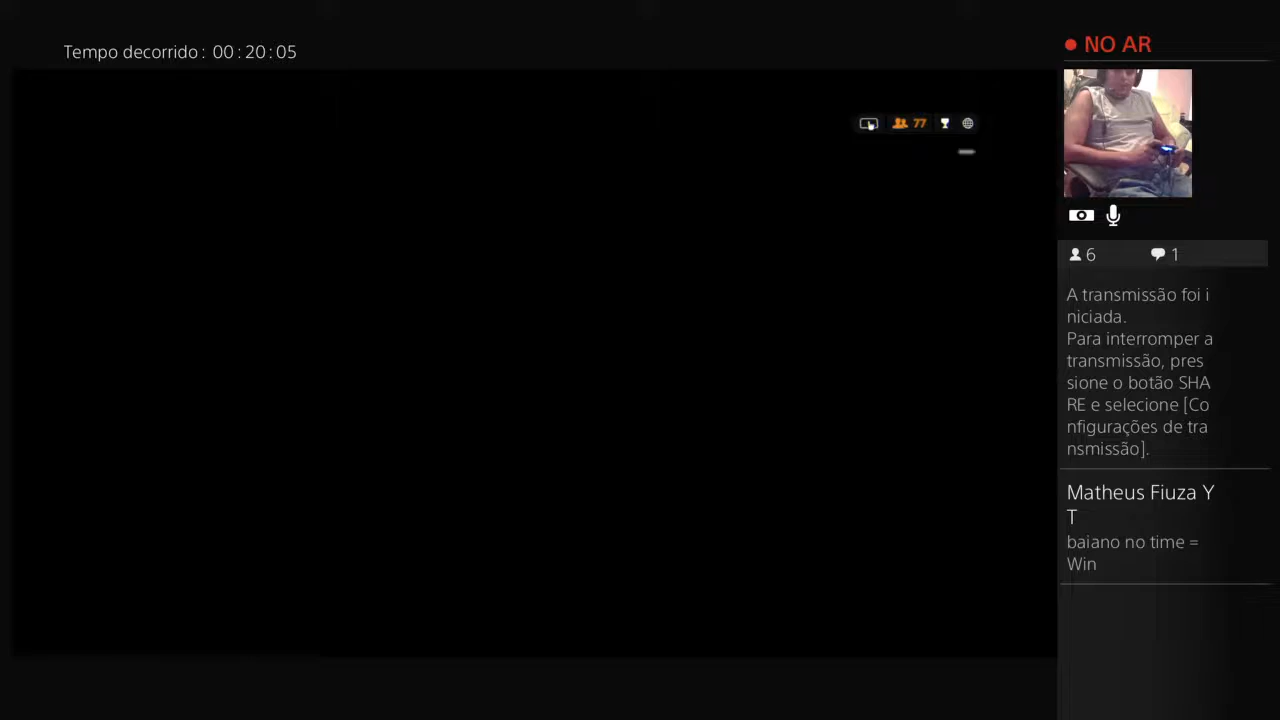 Tempo decorrido: 00:20:05
NO AR
77
6
1
A transmissão foi i
niciada.
Para interromper a
transmissão, pres
sione o botão SHA
RE e selecione [Co
nfigurações de tra
nsmissão].
Matheus Fiuza Y
T
baiano no time =
Win